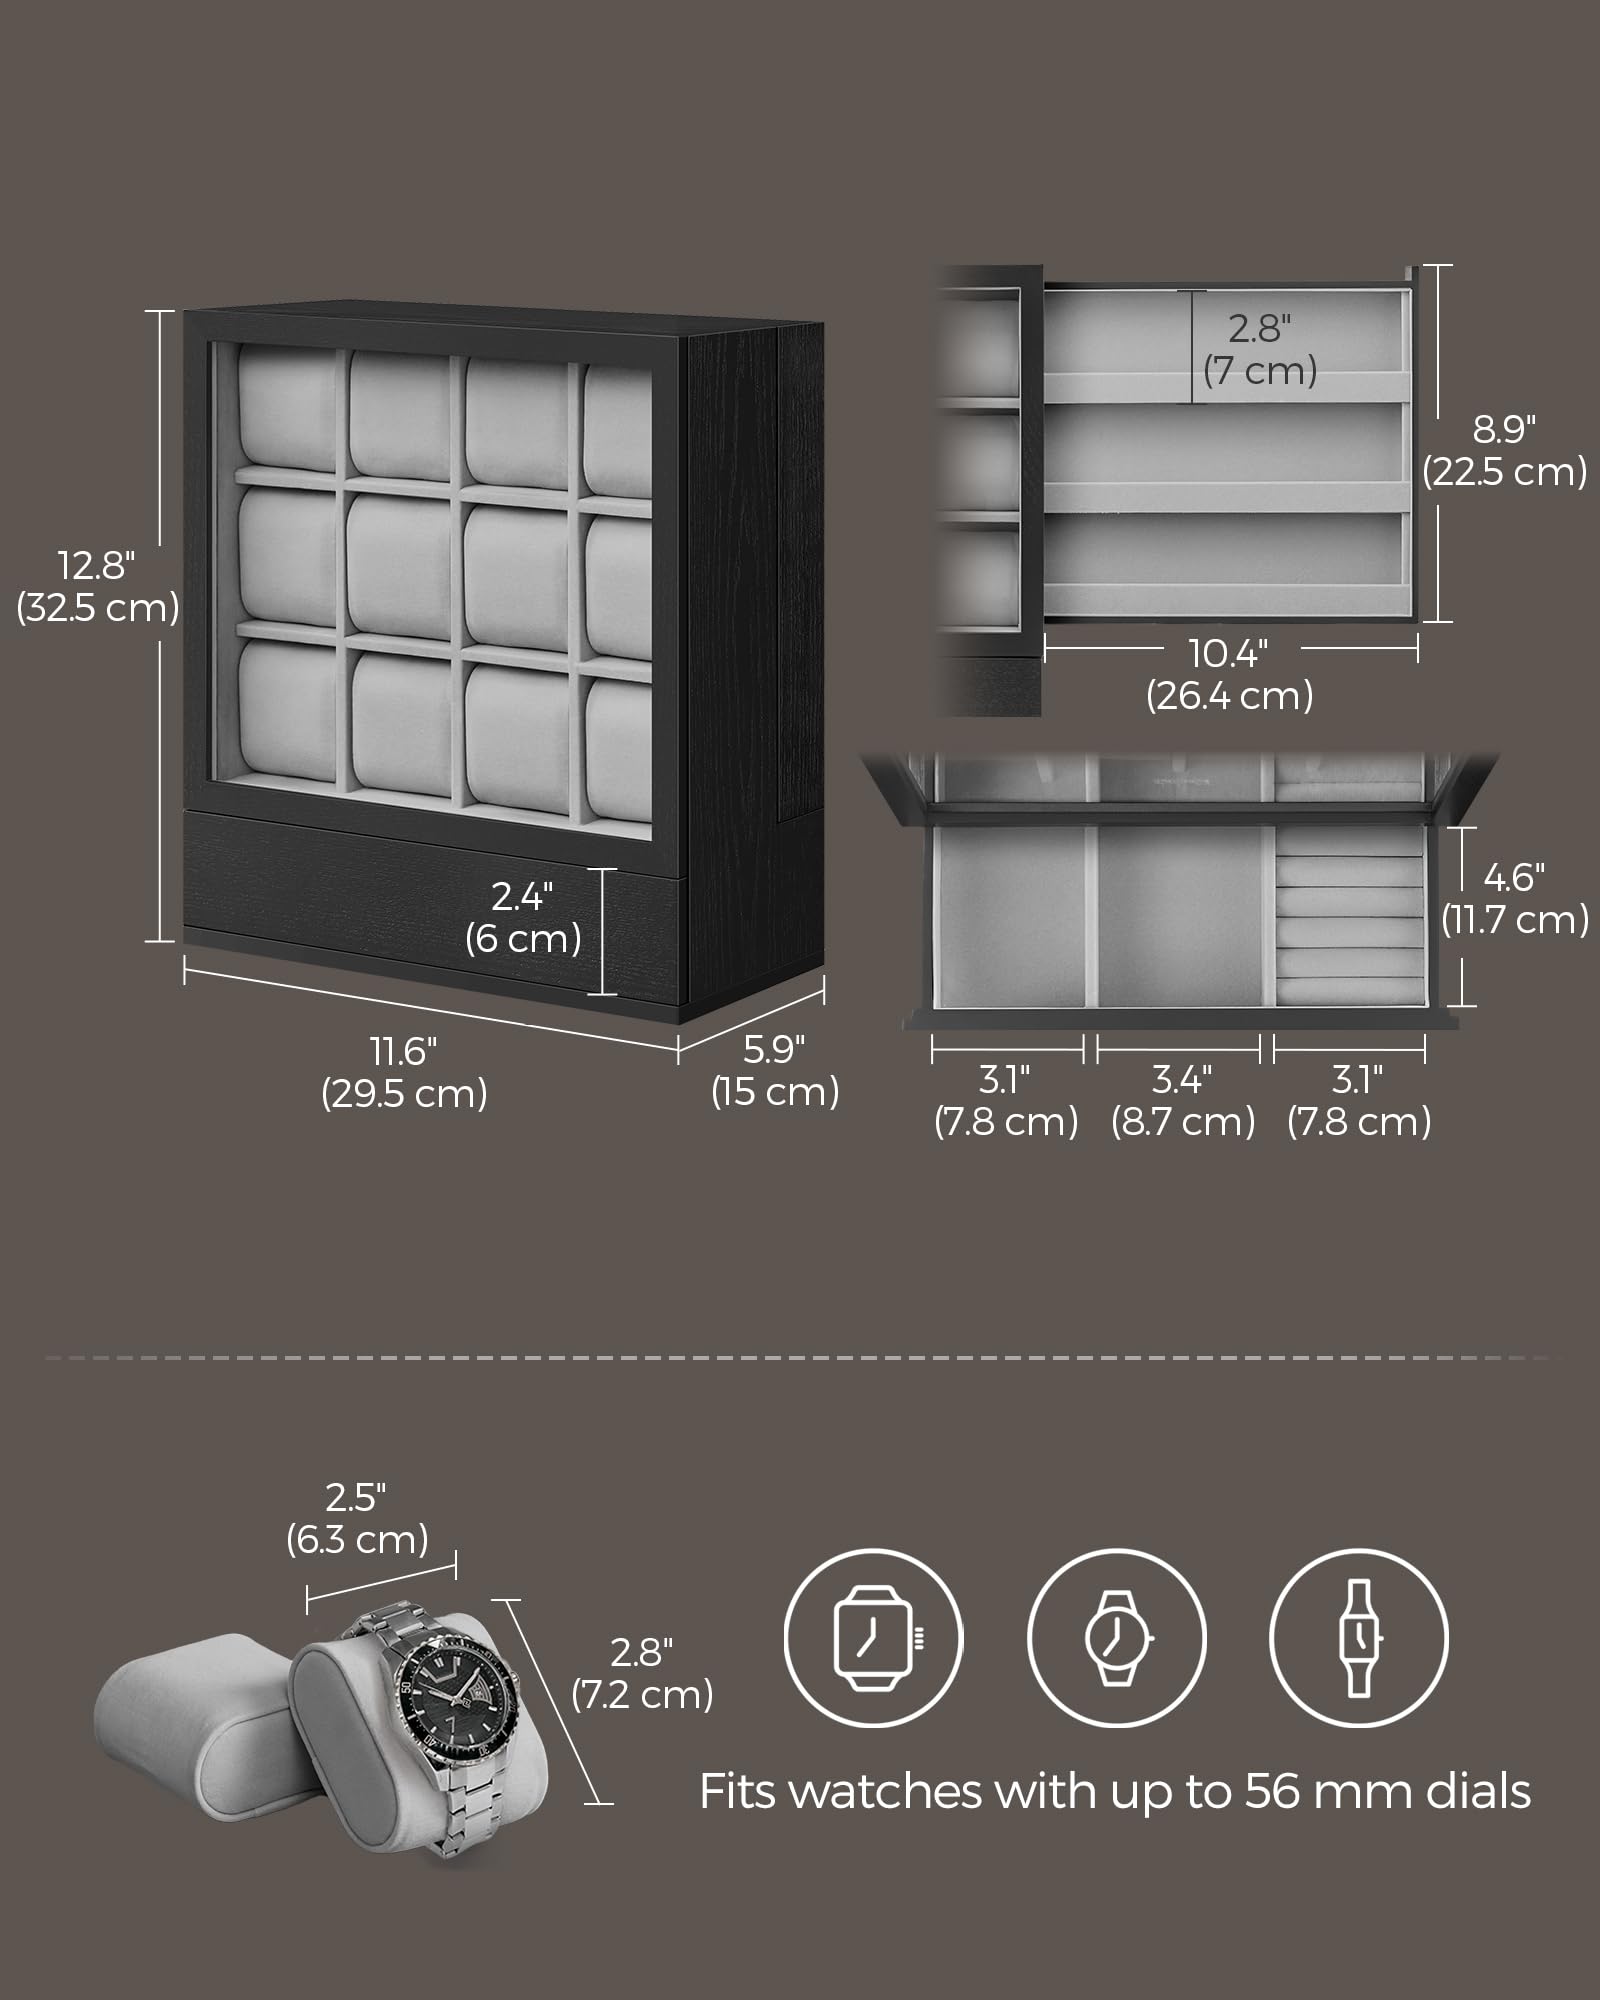 12.8"
(32.5 cm)
2.4"
(6 cm)
11.6"
(29.5 cm)
5.9"
(15 cm)
2.8"
(7 cm)
8.9"
(22.5 cm)
10.4"
(26.4 cm)
4.6"
(11.7 cm)
3.1"
(7.8 cm)
3.4"
(8.7 cm)
3.1"
(7.8 cm)
2.5"
(6.3 cm)
2.8"
(7.2 cm)
50
40
30
Fits watches with up to 56 mm dials